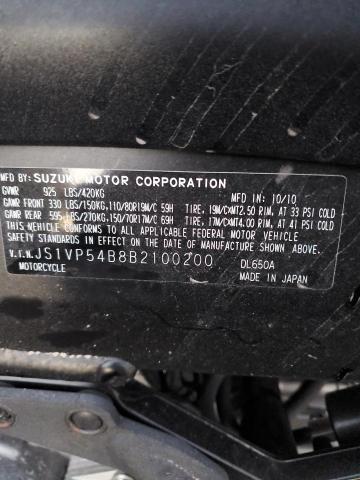 MFD BY: SUZUKI MOTOR CORPORATION
GVWR 925 LBS/420KG MFD IN 10/10
GAWR FRONT 330 LBS/150KG,110/80R19M/C 59H TIRE, 19M/CXMT2.50 RIM, AT 33 PSI COLD
GAWR REAR 595 LBS/270KG,150/70R17M/C 69H TIRE, 17M/CXMT4.00 RIM, AT 41 PSI COLD
THIS VEHICLE CONFORMS TO ALL APPLICABLE FEDERAL MOTOR VEHICLE
SAFETY STANDARDS IN EFFECT ON THE DATE OF MANUFACTURE SHOWN ABOVE.
V.I.N. JS1VP54B8B2100200 DL650A
MOTORCYCLE MADE IN JAPAN